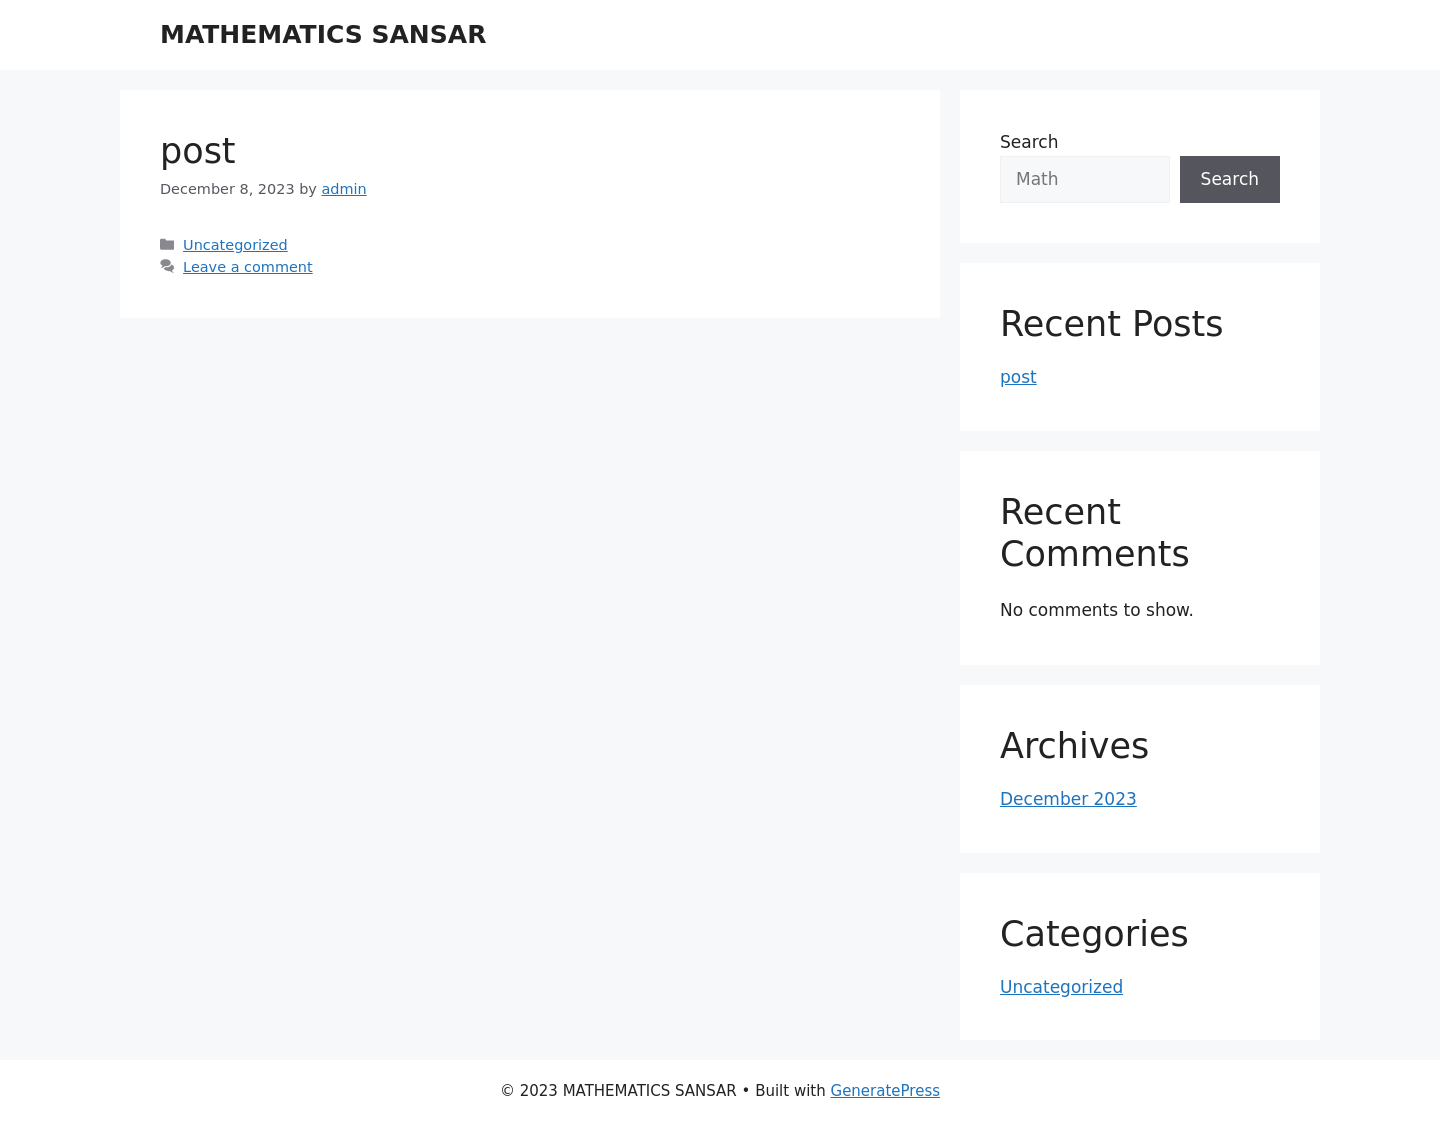 MATHEMATICS SANSAR
post
December 8, 2023 by admin
Uncategorized
Leave a comment
Search
Math
Search
Recent Posts
post
Recent
Comments
No comments to show.
Archives
December 2023
Categories
Uncategorized
© 2023 MATHEMATICS SANSAR • Built with GeneratePress